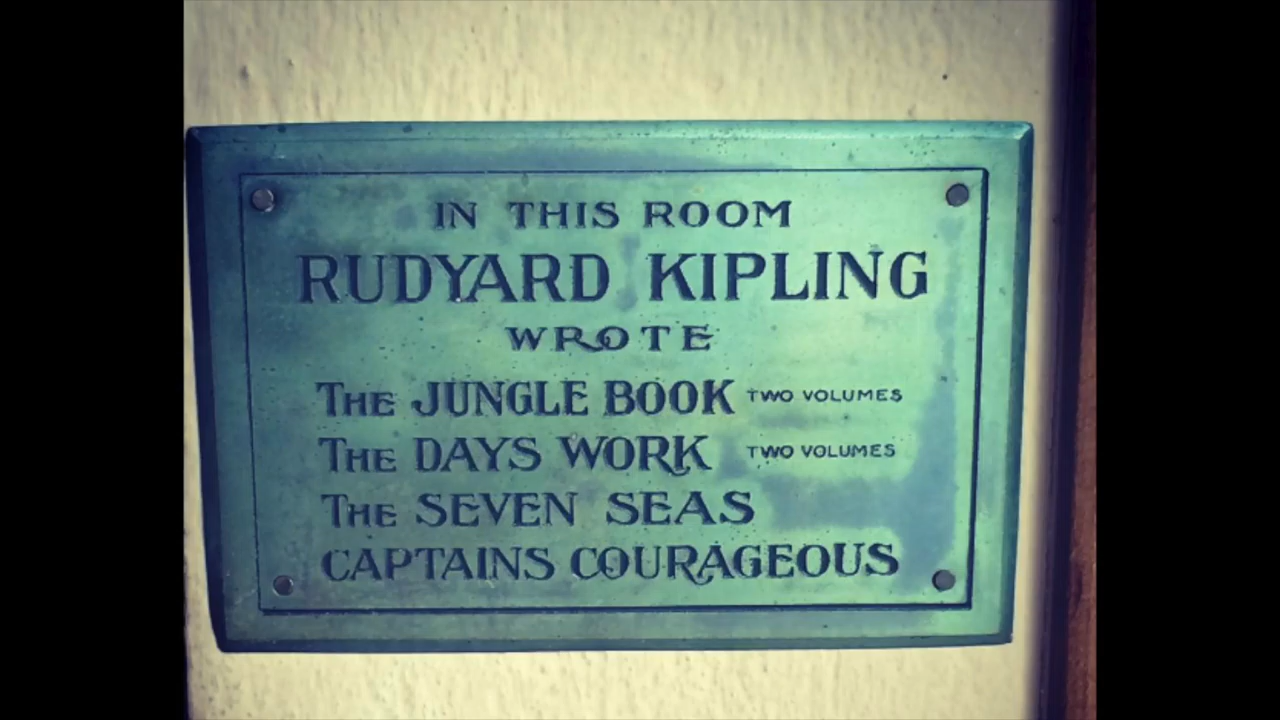 IN THIS ROOM
RUDYARD KIPLING
WROTE
THE JUNGLE BOOK TWO VOLUMES
THE DAYS WORK TWO VOLUMES
THE SEVEN SEAS
CAPTAINS COURAGEOUS